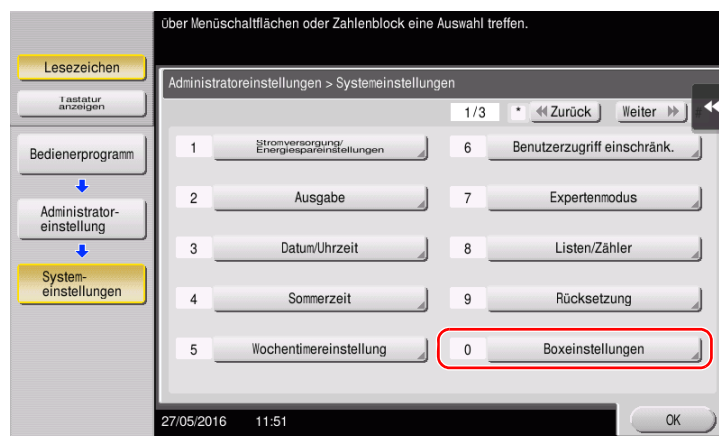 über Menüschaltflächen oder Zahlenblock eine Auswahl treffen.
Lesezeichen
Tastatur
anzeigen
Bedienerprogramm
Administrator-
einstellung
System-
einstellungen
Administratoreinstellungen > Systemeinstellungen
1/3 * Zurück Weiter #
1 Stromversorgung/
Energiespareinstellungen
2 Ausgabe
3 Datum/Uhrzeit
4 Sommerzeit
5 Wochentimereinstellung
6 Benutzerzugriff einschränk.
7 Expertenmodus
8 Listen/Zähler
9 Rücksetzung
0 Boxeinstellungen
27/05/2016 11:51
OK